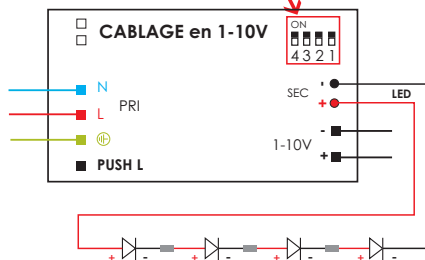 CABLAGE en 1-10V
ON
4 3 2 1
N
L
PRI
PUSH L
SEC
-
+
LED
1-10V
-
+
+ - + - + - + -